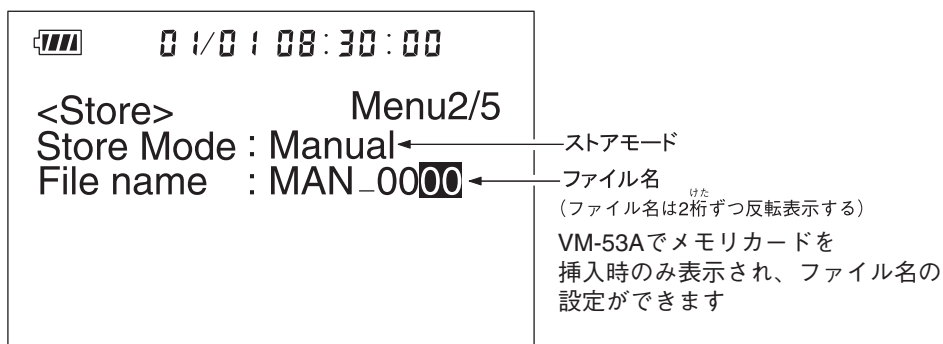 01/01 08:30:00
<Store> Menu2/5
Store Mode : Manual
ストアモード
File name : MAN_0000
ファイル名
けた
（ファイル名は2桁ずつ反転表示する）
VM-53Aでメモリカードを
挿入時のみ表示され、ファイル名の
設定ができます